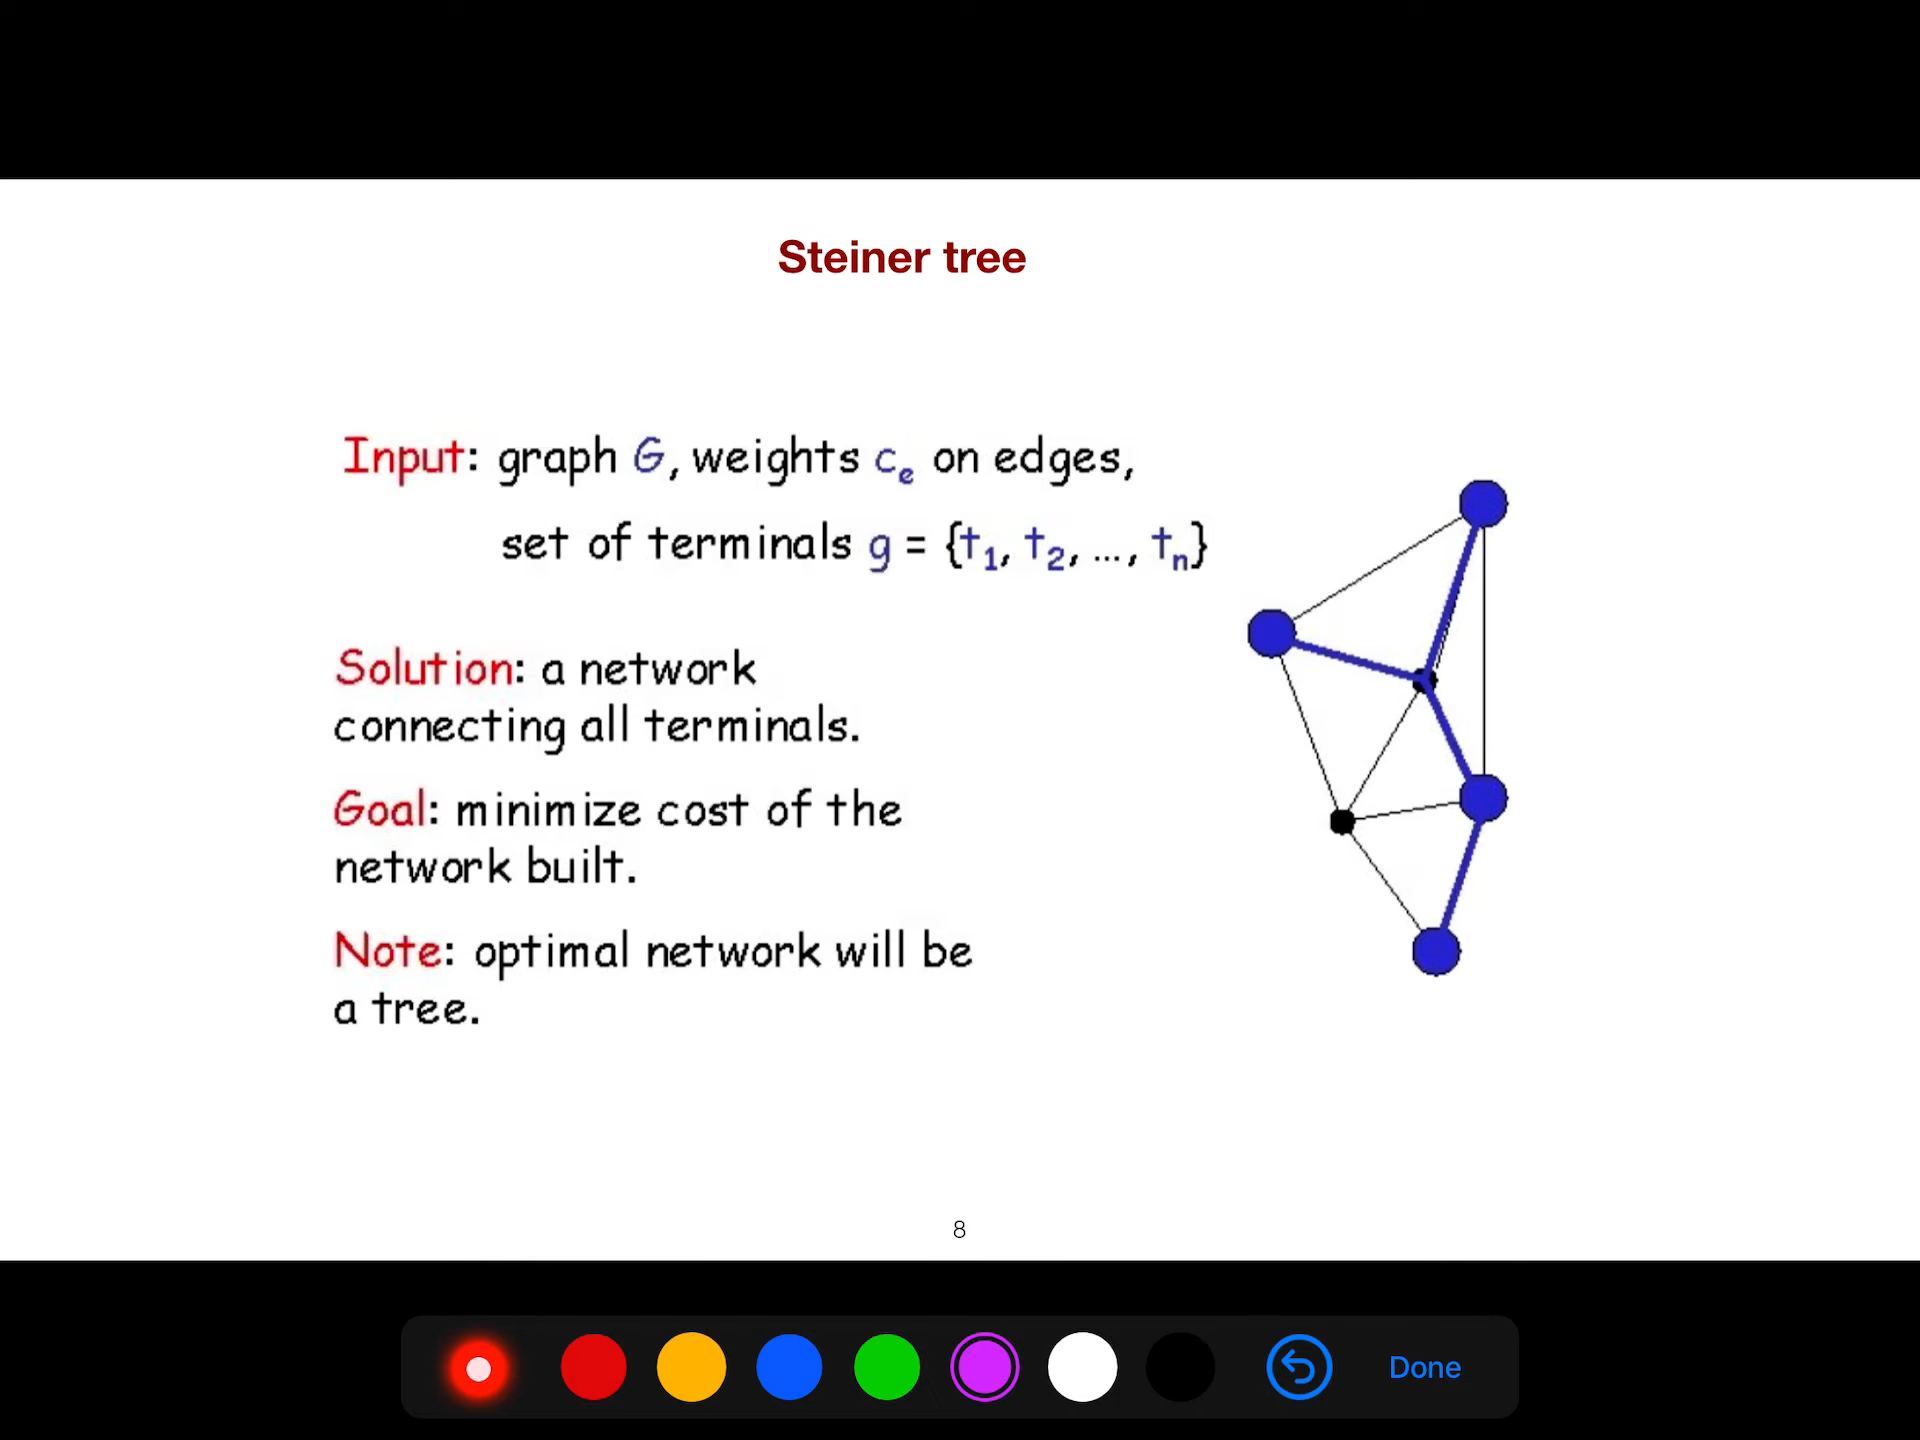 Steiner tree
Input: graph G, weights cₑ on edges,
set of terminals g = {t₁, t₂, ..., tₙ}
Solution: a network
connecting all terminals.
Goal: minimize cost of the
network built.
Note: optimal network will be
a tree.
8
Done